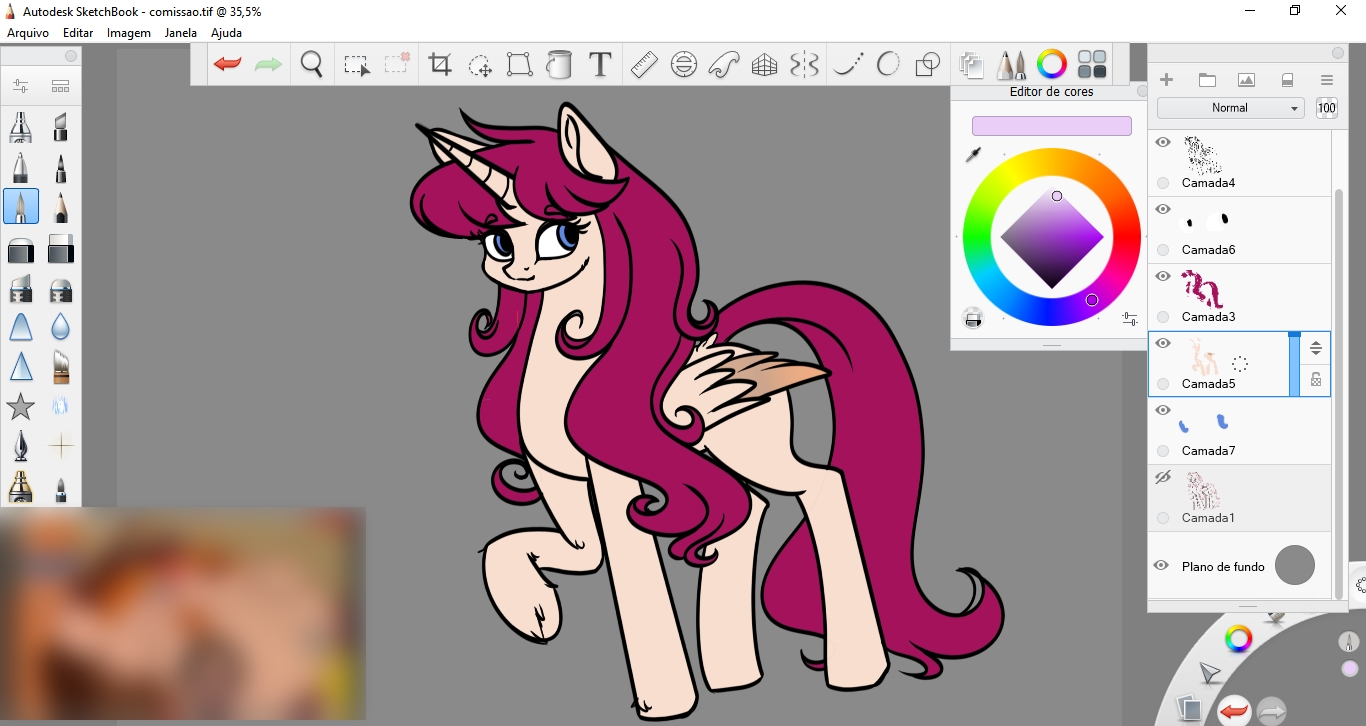 Autodesk SketchBook - comissao.tif @ 35,5%
Arquivo Editar Imagem Janela Ajuda
T
Editor de cores
Normal
100
Camada4
Camada6
Camada3
Camada5
Camada7
Camada1
Plano de fundo